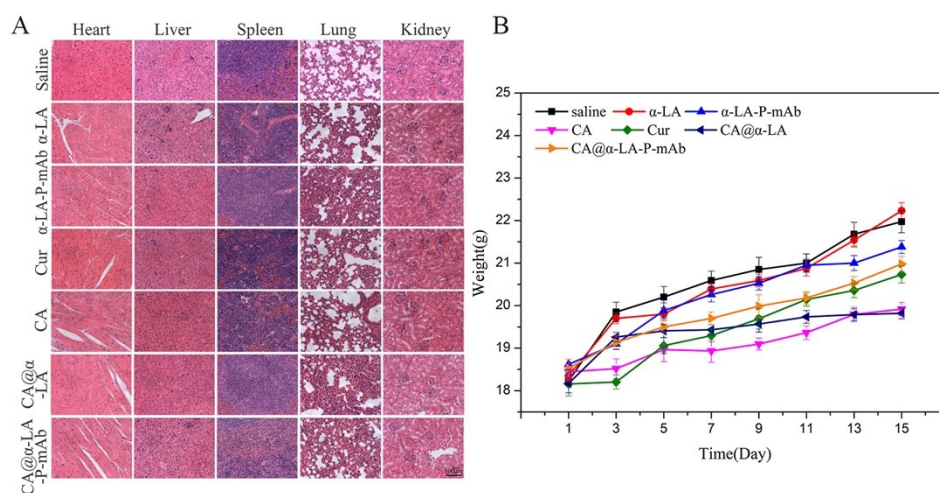 A
Heart Liver Spleen Lung Kidney
Saline
α-LA
α-LA-P-mAb
Cur
CA
CA@α
-LA
CA@α-LA
-P-mAb
B
25
24
23
22
21
20
19
18
Weight(g)
saline α-LA α-LA-P-mAb
CA Cur CA@α-LA
CA@α-LA-P-mAb
1 3 5 7 9 11 13 15
Time(Day)